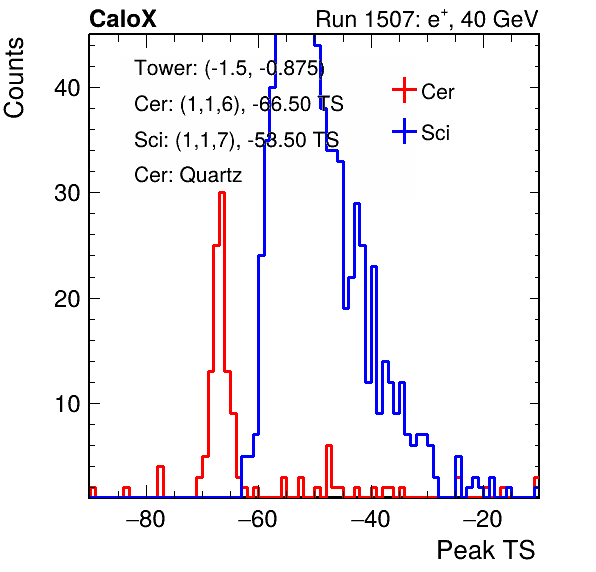 CaloX Run 1507: e⁺, 40 GeV
Counts
Tower: (-1.5, -0.875)
Cer: (1,1,6), -66.50 TS
Sci: (1,1,7), -53.50 TS
Cer: Quartz
Cer
Sci
40
30
20
10
−80 −60 −40 −20
Peak TS